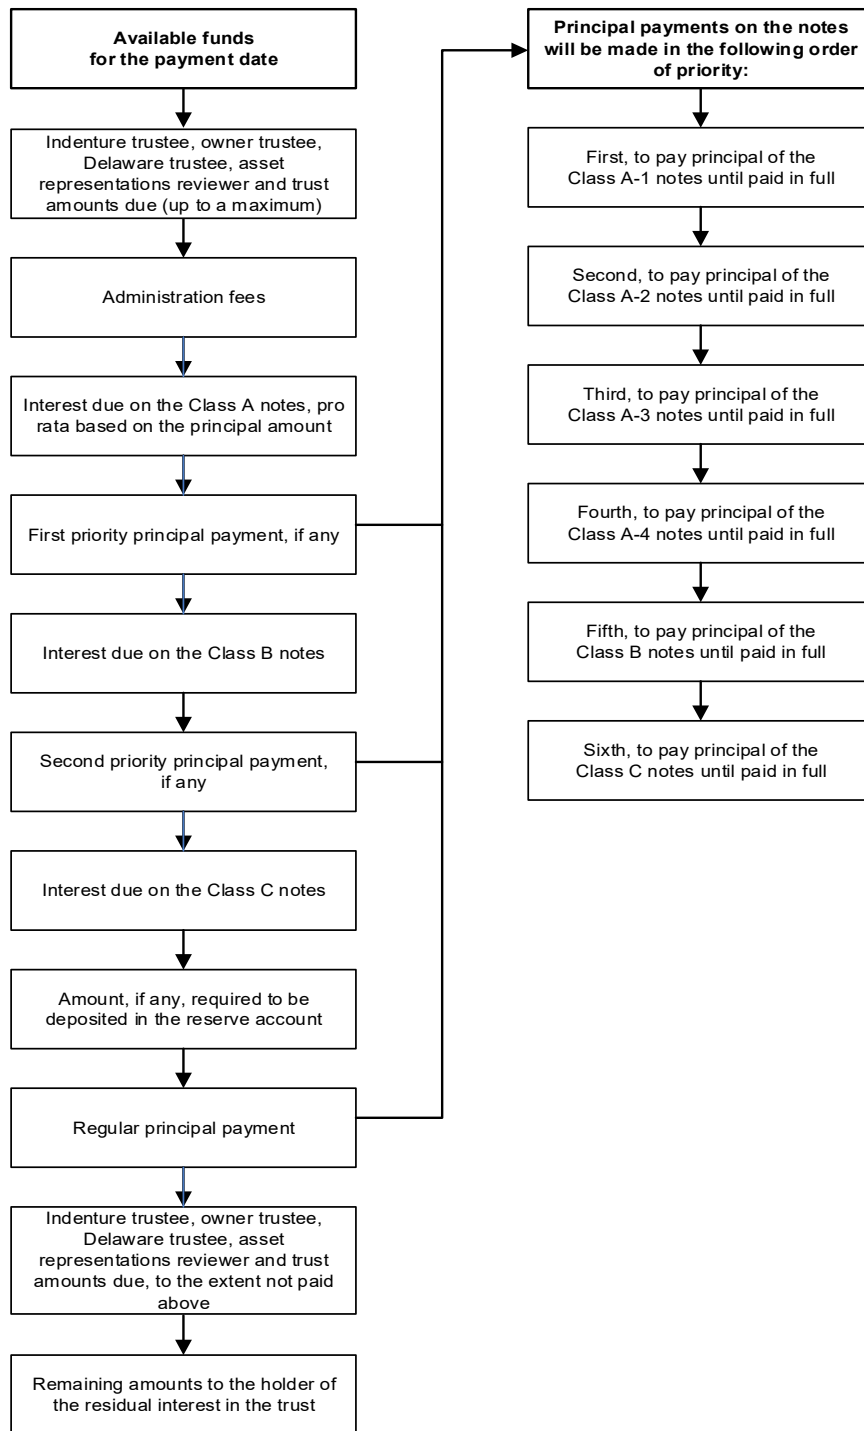 Available funds
for the payment date
Indenture trustee, owner trustee,
Delaware trustee, asset
representations reviewer and trust
amounts due (up to a maximum)
Administration fees
Interest due on the Class A notes, pro
rata based on the principal amount
First priority principal payment, if any
Interest due on the Class B notes
Second priority principal payment,
if any
Interest due on the Class C notes
Amount, if any, required to be
deposited in the reserve account
Regular principal payment
Indenture trustee, owner trustee,
Delaware trustee, asset
representations reviewer and trust
amounts due, to the extent not paid
above
Remaining amounts to the holder of
the residual interest in the trust
Principal payments on the notes
will be made in the following order
of priority:
First, to pay principal of the
Class A-1 notes until paid in full
Second, to pay principal of the
Class A-2 notes until paid in full
Third, to pay principal of the
Class A-3 notes until paid in full
Fourth, to pay principal of the
Class A-4 notes until paid in full
Fifth, to pay principal of the
Class B notes until paid in full
Sixth, to pay principal of the
Class C notes until paid in full